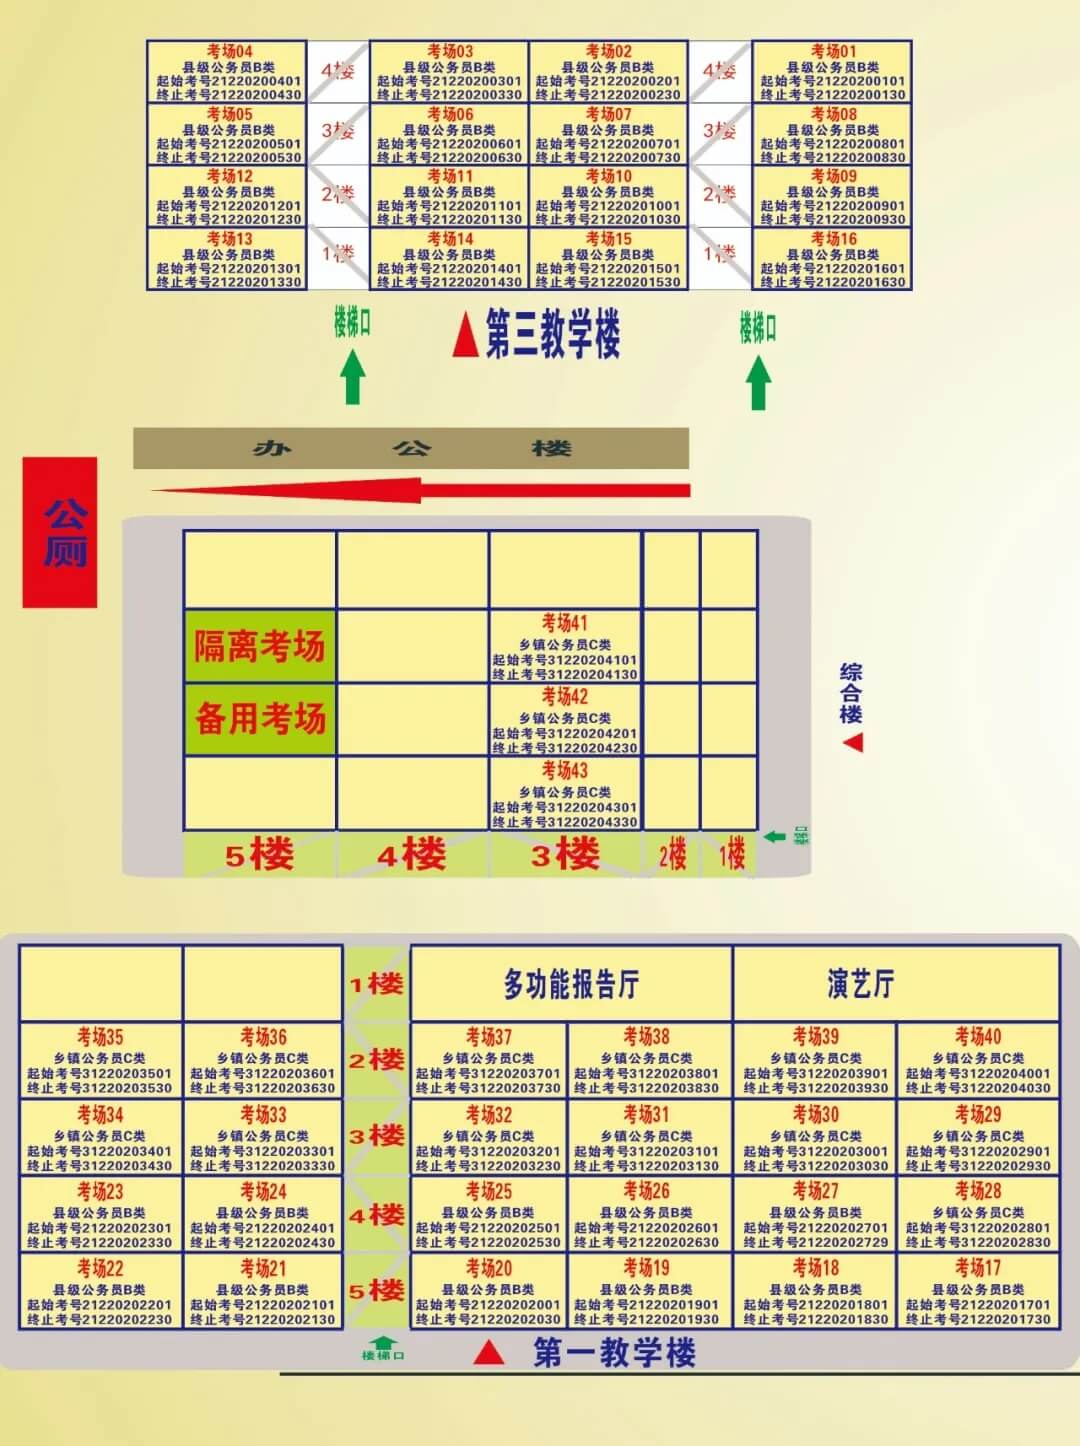 考场04
县级公务员B类
起始考号21220200401
终止考号21220200430
4楼
考场03
县级公务员B类
起始考号21220200301
终止考号21220200330
考场02
县级公务员B类
起始考号21220200201
终止考号21220200230
4楼
考场01
县级公务员B类
起始考号21220200101
终止考号21220200130
考场05
县级公务员B类
起始考号21220200501
终止考号21220200530
3楼
考场06
县级公务员B类
起始考号21220200601
终止考号21220200630
考场07
县级公务员B类
起始考号21220200701
终止考号21220200730
3楼
考场08
县级公务员B类
起始考号21220200801
终止考号21220200830
考场12
县级公务员B类
起始考号21220201201
终止考号21220201230
2楼
考场11
县级公务员B类
起始考号21220201101
终止考号21220201130
考场10
县级公务员B类
起始考号21220201001
终止考号21220201030
2楼
考场09
县级公务员B类
起始考号21220200901
终止考号21220200930
考场13
县级公务员B类
起始考号21220201301
终止考号21220201330
1楼
考场14
县级公务员B类
起始考号21220201401
终止考号21220201430
考场15
县级公务员B类
起始考号21220201501
终止考号21220201530
1楼
考场16
县级公务员B类
起始考号21220201601
终止考号21220201630
楼梯口
第三教学楼
楼梯口
办公楼
公厕
隔离考场
考场41
乡镇公务员C类
起始考号31220204101
终止考号31220204130
备用考场
考场42
乡镇公务员C类
起始考号31220204201
终止考号31220204230
考场43
乡镇公务员C类
起始考号31220204301
终止考号31220204330
综合楼
5楼
4楼
3楼
2楼
1楼
楼梯口
1楼
多功能报告厅
演艺厅
考场35
乡镇公务员C类
起始考号31220203501
终止考号31220203530
考场36
乡镇公务员C类
起始考号31220203601
终止考号31220203630
2楼
考场37
乡镇公务员C类
起始考号31220203701
终止考号31220203730
考场38
乡镇公务员C类
起始考号31220203801
终止考号31220203830
考场39
乡镇公务员C类
起始考号31220203901
终止考号31220203930
考场40
乡镇公务员C类
起始考号31220204001
终止考号31220204030
考场34
乡镇公务员C类
起始考号31220203401
终止考号31220203430
考场33
乡镇公务员C类
起始考号31220203301
终止考号31220203330
3楼
考场32
乡镇公务员C类
起始考号31220203201
终止考号31220203230
考场31
乡镇公务员C类
起始考号31220203101
终止考号31220203130
考场30
乡镇公务员C类
起始考号31220203001
终止考号31220203030
考场29
乡镇公务员C类
起始考号31220202901
终止考号31220202930
考场23
县级公务员B类
起始考号21220202301
终止考号21220202330
考场24
县级公务员B类
起始考号21220202401
终止考号21220202430
4楼
考场25
县级公务员B类
起始考号21220202501
终止考号21220202530
考场26
县级公务员B类
起始考号21220202601
终止考号21220202630
考场27
县级公务员B类
起始考号21220202701
终止考号21220202729
考场28
乡镇公务员C类
起始考号31220202801
终止考号31220202830
考场22
县级公务员B类
起始考号21220202201
终止考号21220202230
考场21
县级公务员B类
起始考号21220202101
终止考号21220202130
5楼
考场20
县级公务员B类
起始考号21220202001
终止考号21220202030
考场19
县级公务员B类
起始考号21220201901
终止考号21220201930
考场18
县级公务员B类
起始考号21220201801
终止考号21220201830
考场17
县级公务员B类
起始考号21220201701
终止考号21220201730
楼梯口
第一教学楼